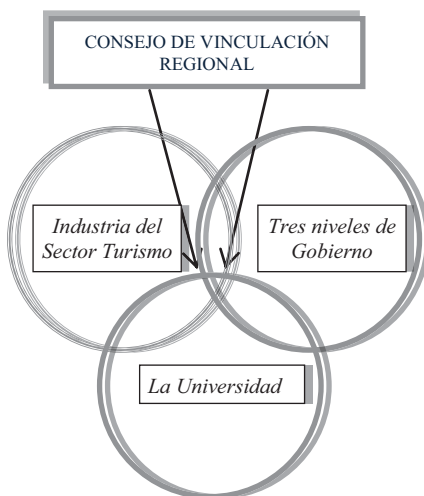 CONSEJO DE VINCULACIÓN
REGIONAL
Industria del
Sector Turismo
Tres niveles de
Gobierno
La Universidad